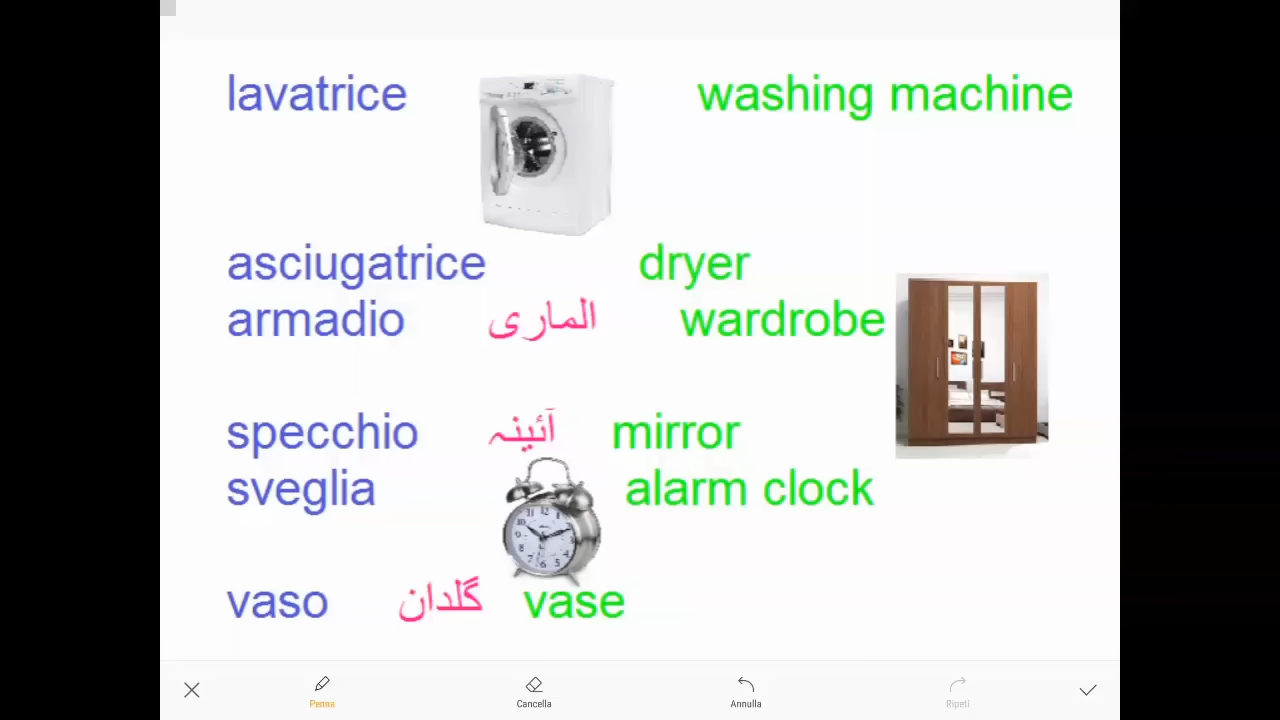 lavatrice washing machine
asciugatrice dryer
armadio الماری wardrobe
specchio آئینہ mirror
sveglia alarm clock
vaso گلدان vase
Penna Cancella Annulla Ripeti